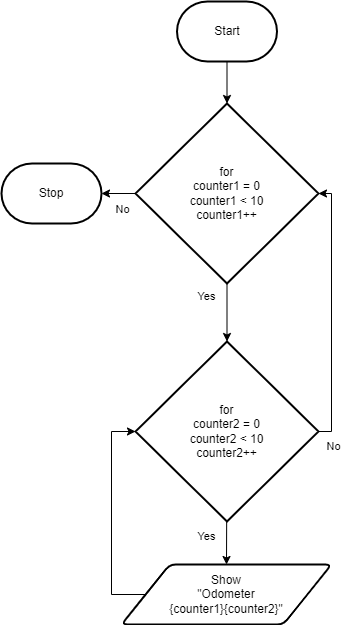 Start
for
counter1 = 0
counter1 < 10
counter1++
Stop
No
Yes
for
counter2 = 0
counter2 < 10
counter2++
No
Yes
Show
"Odometer
{counter1}{counter2}"